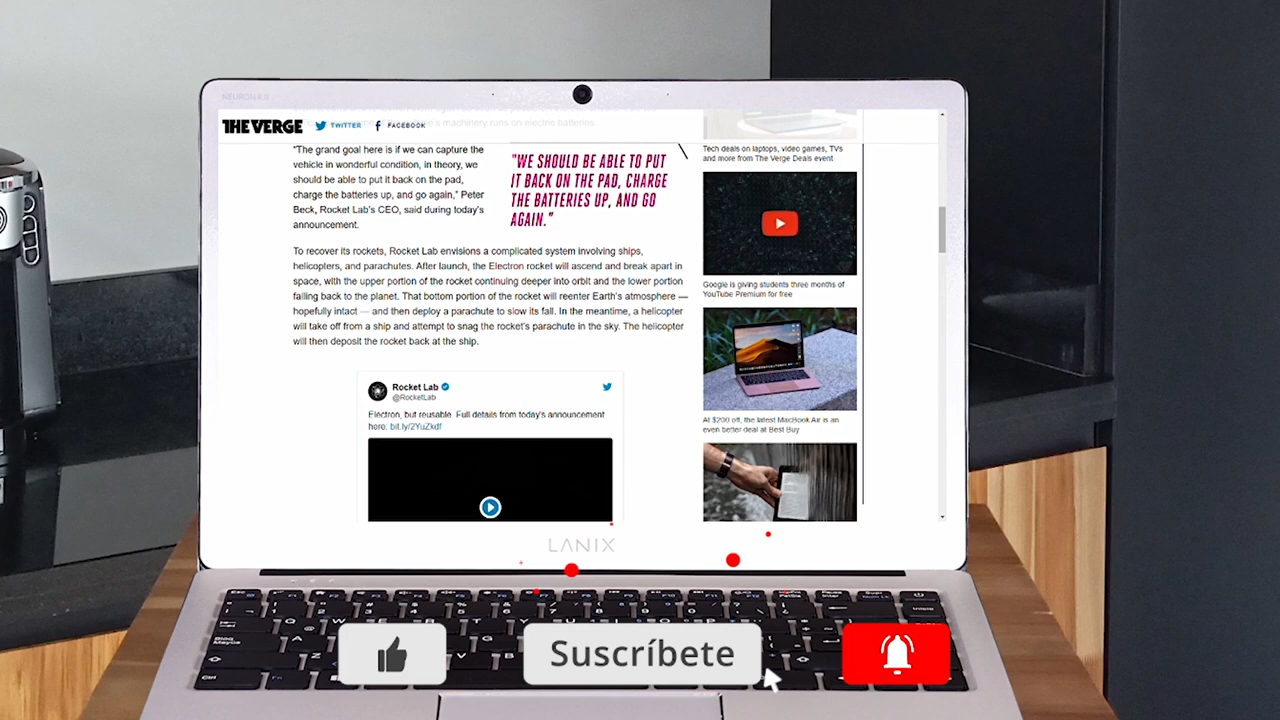 THE VERGE
TWITTER
FACEBOOK
machinery runs on electric batteries.
"The grand goal here is if we can capture the
vehicle in wonderful condition, in theory, we
should be able to put it back on the pad,
charge the batteries up, and go again," Peter
Beck, Rocket Lab's CEO, said during today's
announcement.
"WE SHOULD BE ABLE TO PUT
IT BACK ON THE PAD, CHARGE
THE BATTERIES UP, AND GO
AGAIN."
To recover its rockets, Rocket Lab envisions a complicated system involving ships,
helicopters, and parachutes. After launch, the Electron rocket will ascend and break apart in
space, with the upper portion of the rocket continuing deeper into orbit and the lower portion
falling back to the planet. That bottom portion of the rocket will reenter Earth's atmosphere —
hopefully intact — and then deploy a parachute to slow its fall. In the meantime, a helicopter
will take off from a ship and attempt to snag the rocket's parachute in the sky. The helicopter
will then deposit the rocket back at the ship.
Rocket Lab
@RocketLab
Electron, but reusable. Full details from today's announcement
here: bit.ly/2YuZkdf
Tech deals on laptops, video games, TVs
and more from The Verge Deals event
Google is giving students three months of
YouTube Premium for free
At $200 off, the latest MacBook Air is an
even better deal at Best Buy
LANIX
Suscríbete